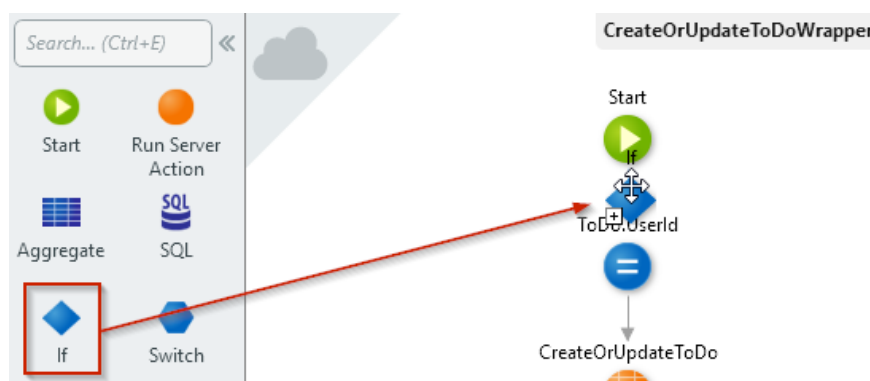 Search... (Ctrl+E)
CreateOrUpdateToDoWrapper
Start
Start
Run Server
Action
If
SQL
ToDo.UserId
Aggregate
SQL
CreateOrUpdateToDo
If
Switch